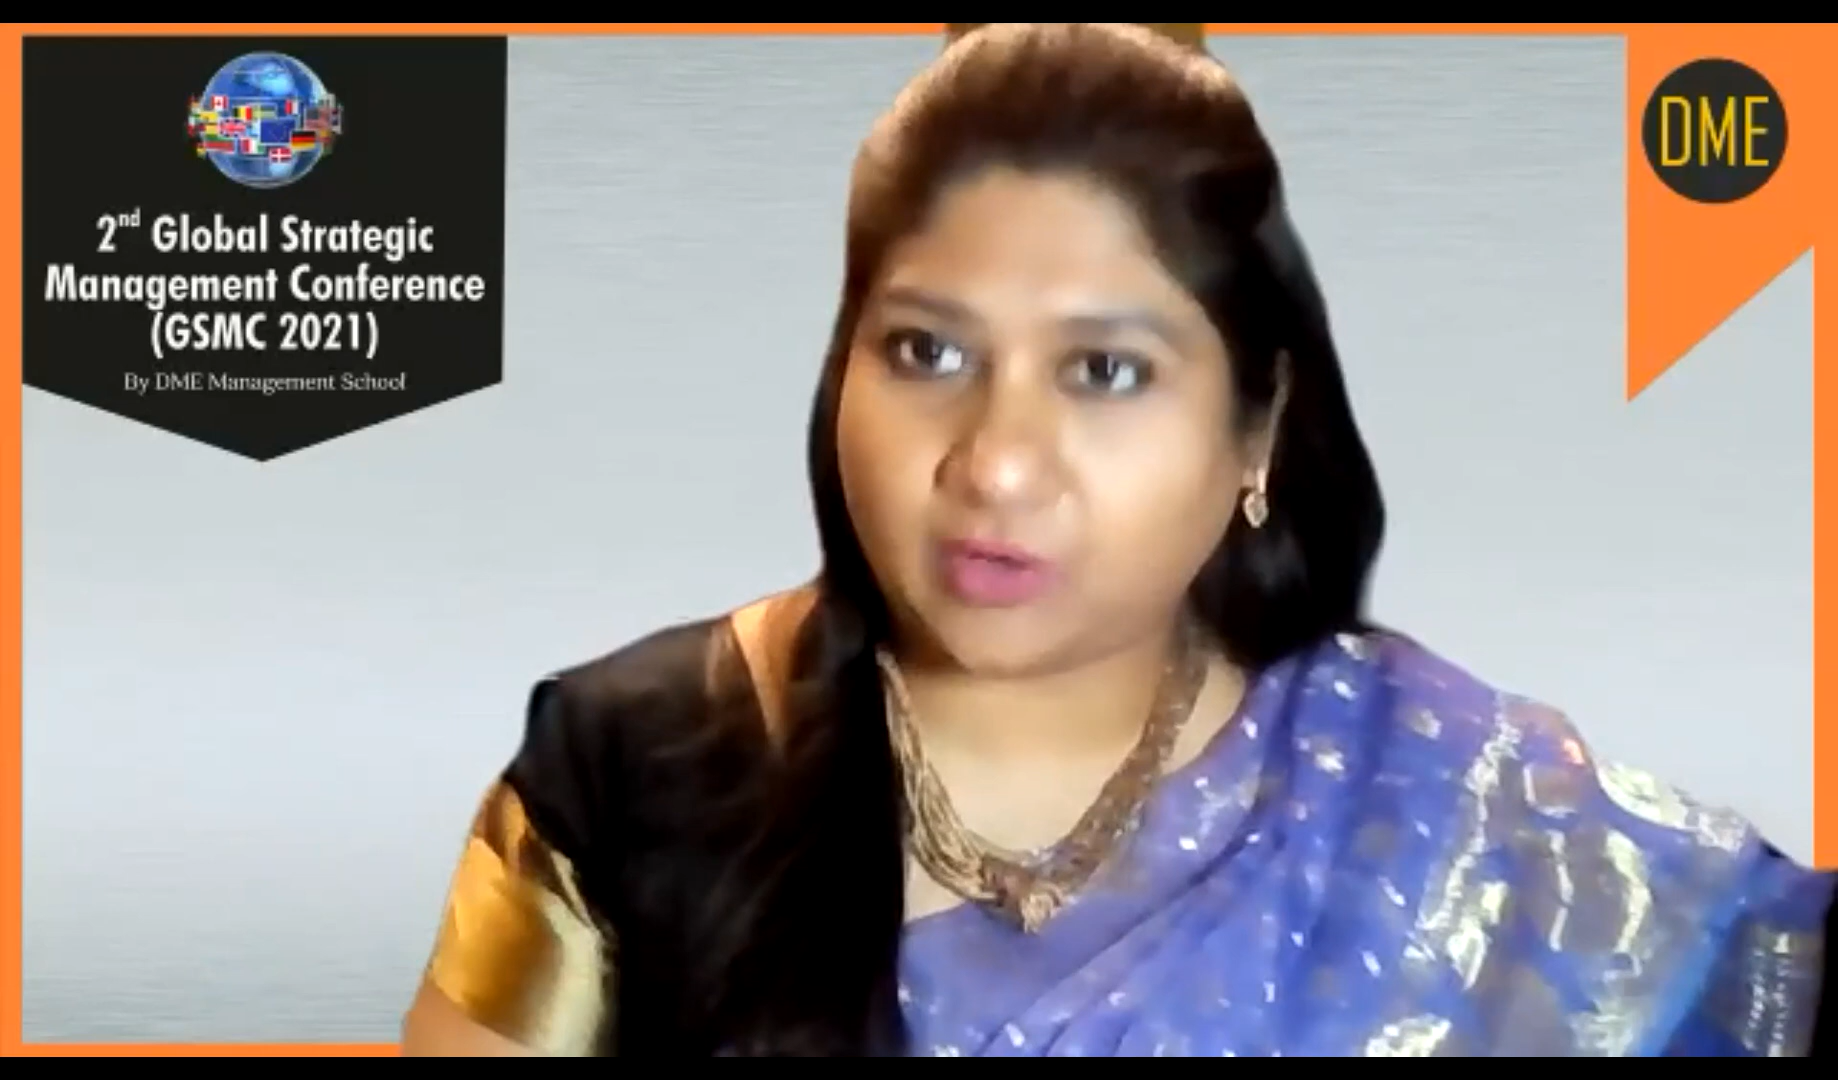 2nd Global Strategic
Management Conference
(GSMC 2021)
By DME Management School
DME